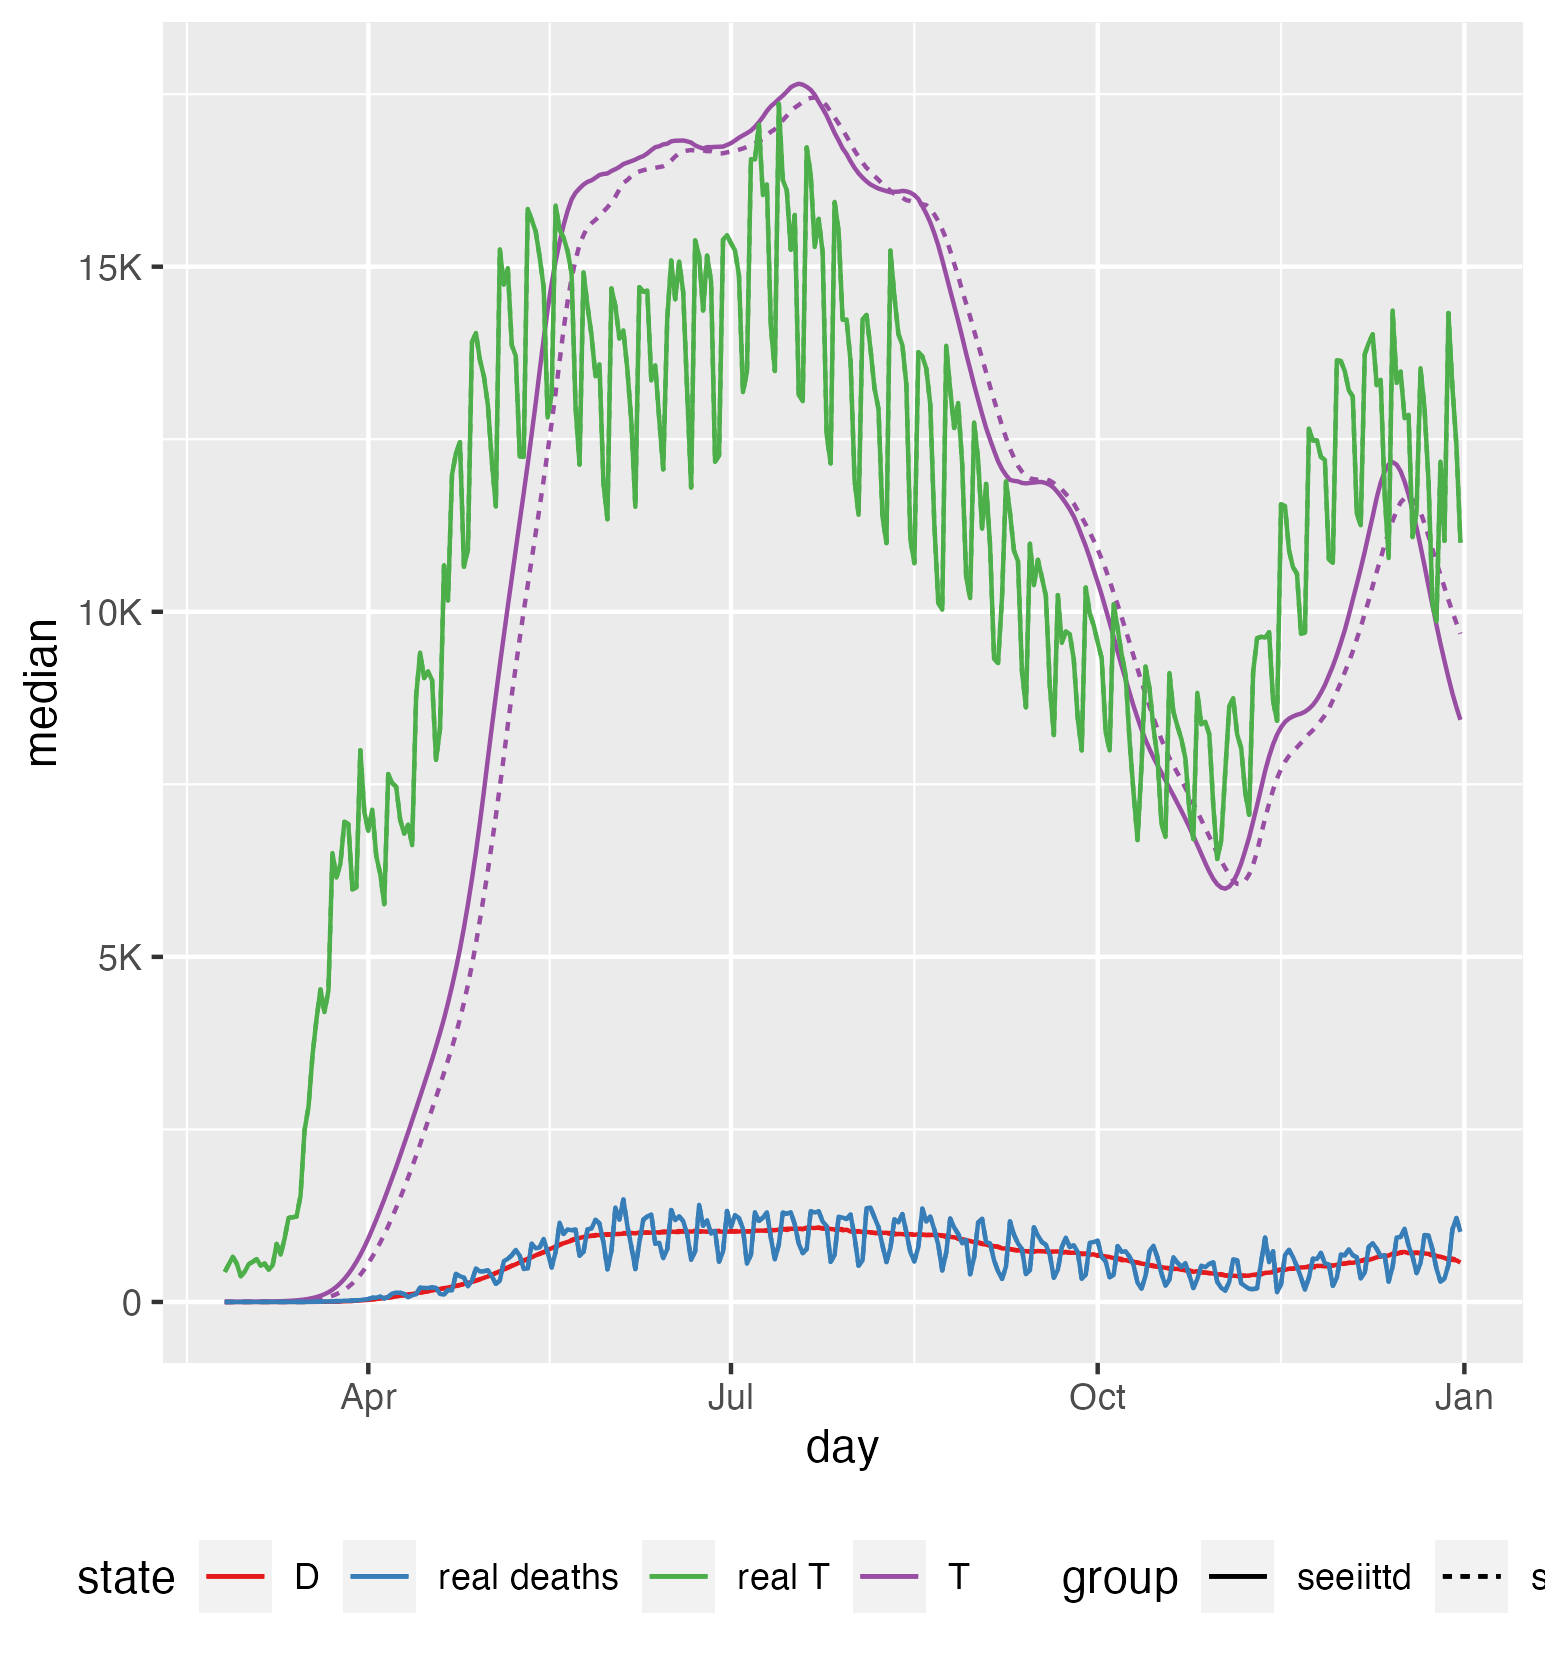 median
15K
10K
5K
0
Apr Jul Oct Jan
day
state D real deaths real T T group seeiittd